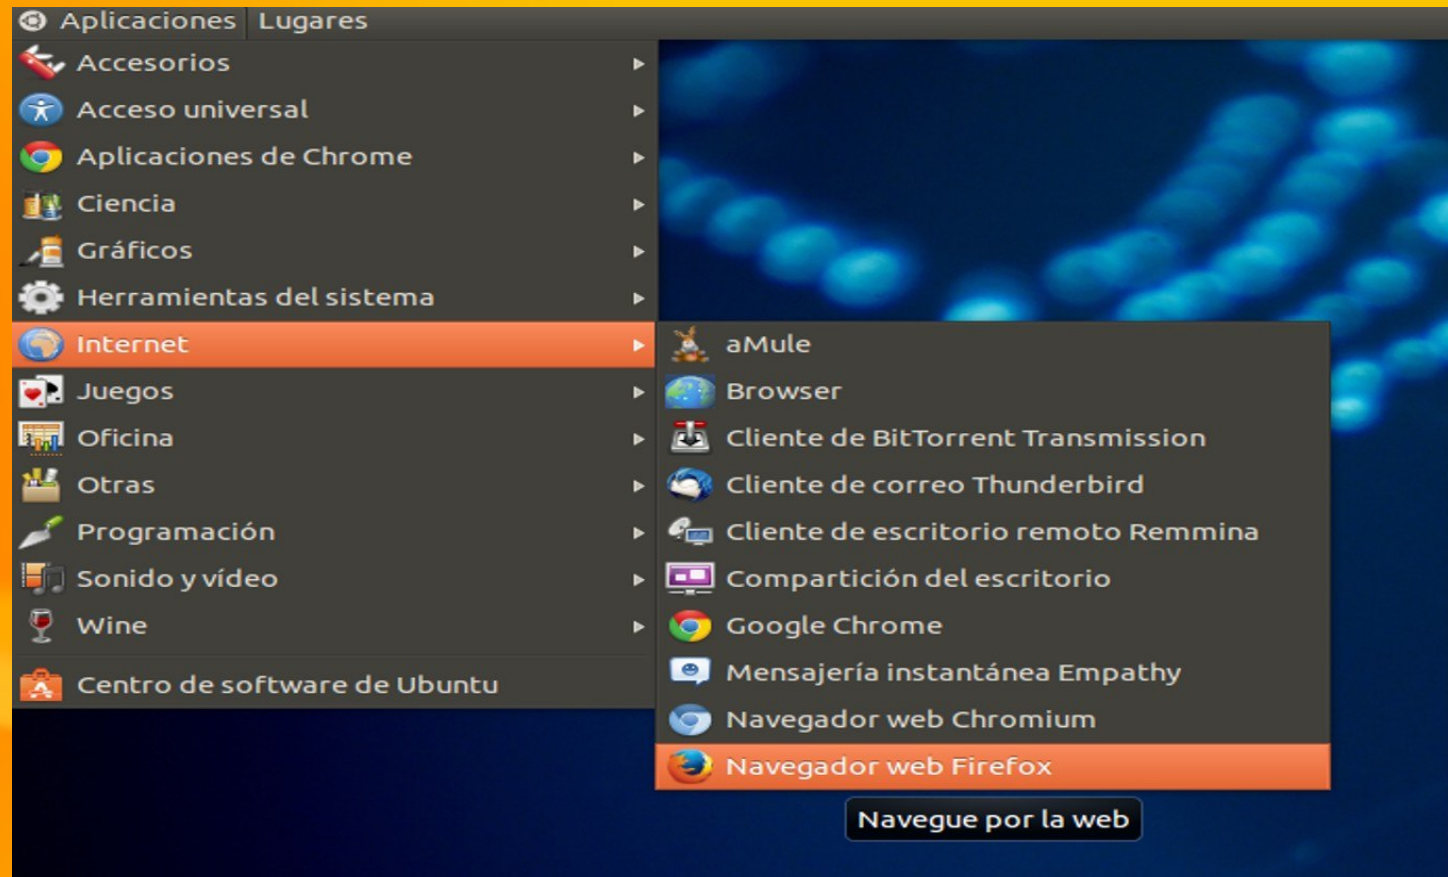 Aplicaciones Lugares
Accesorios
Acceso universal
Aplicaciones de Chrome
Ciencia
Gráficos
Herramientas del sistema
Internet
Juegos
Oficina
Otras
Programación
Sonido y vídeo
Wine
Centro de software de Ubuntu
aMule
Browser
Cliente de BitTorrent Transmission
Cliente de correo Thunderbird
Cliente de escritorio remoto Remmina
Compartición del escritorio
Google Chrome
Mensajería instantánea Empathy
Navegador web Chromium
Navegador web Firefox
Navegue por la web